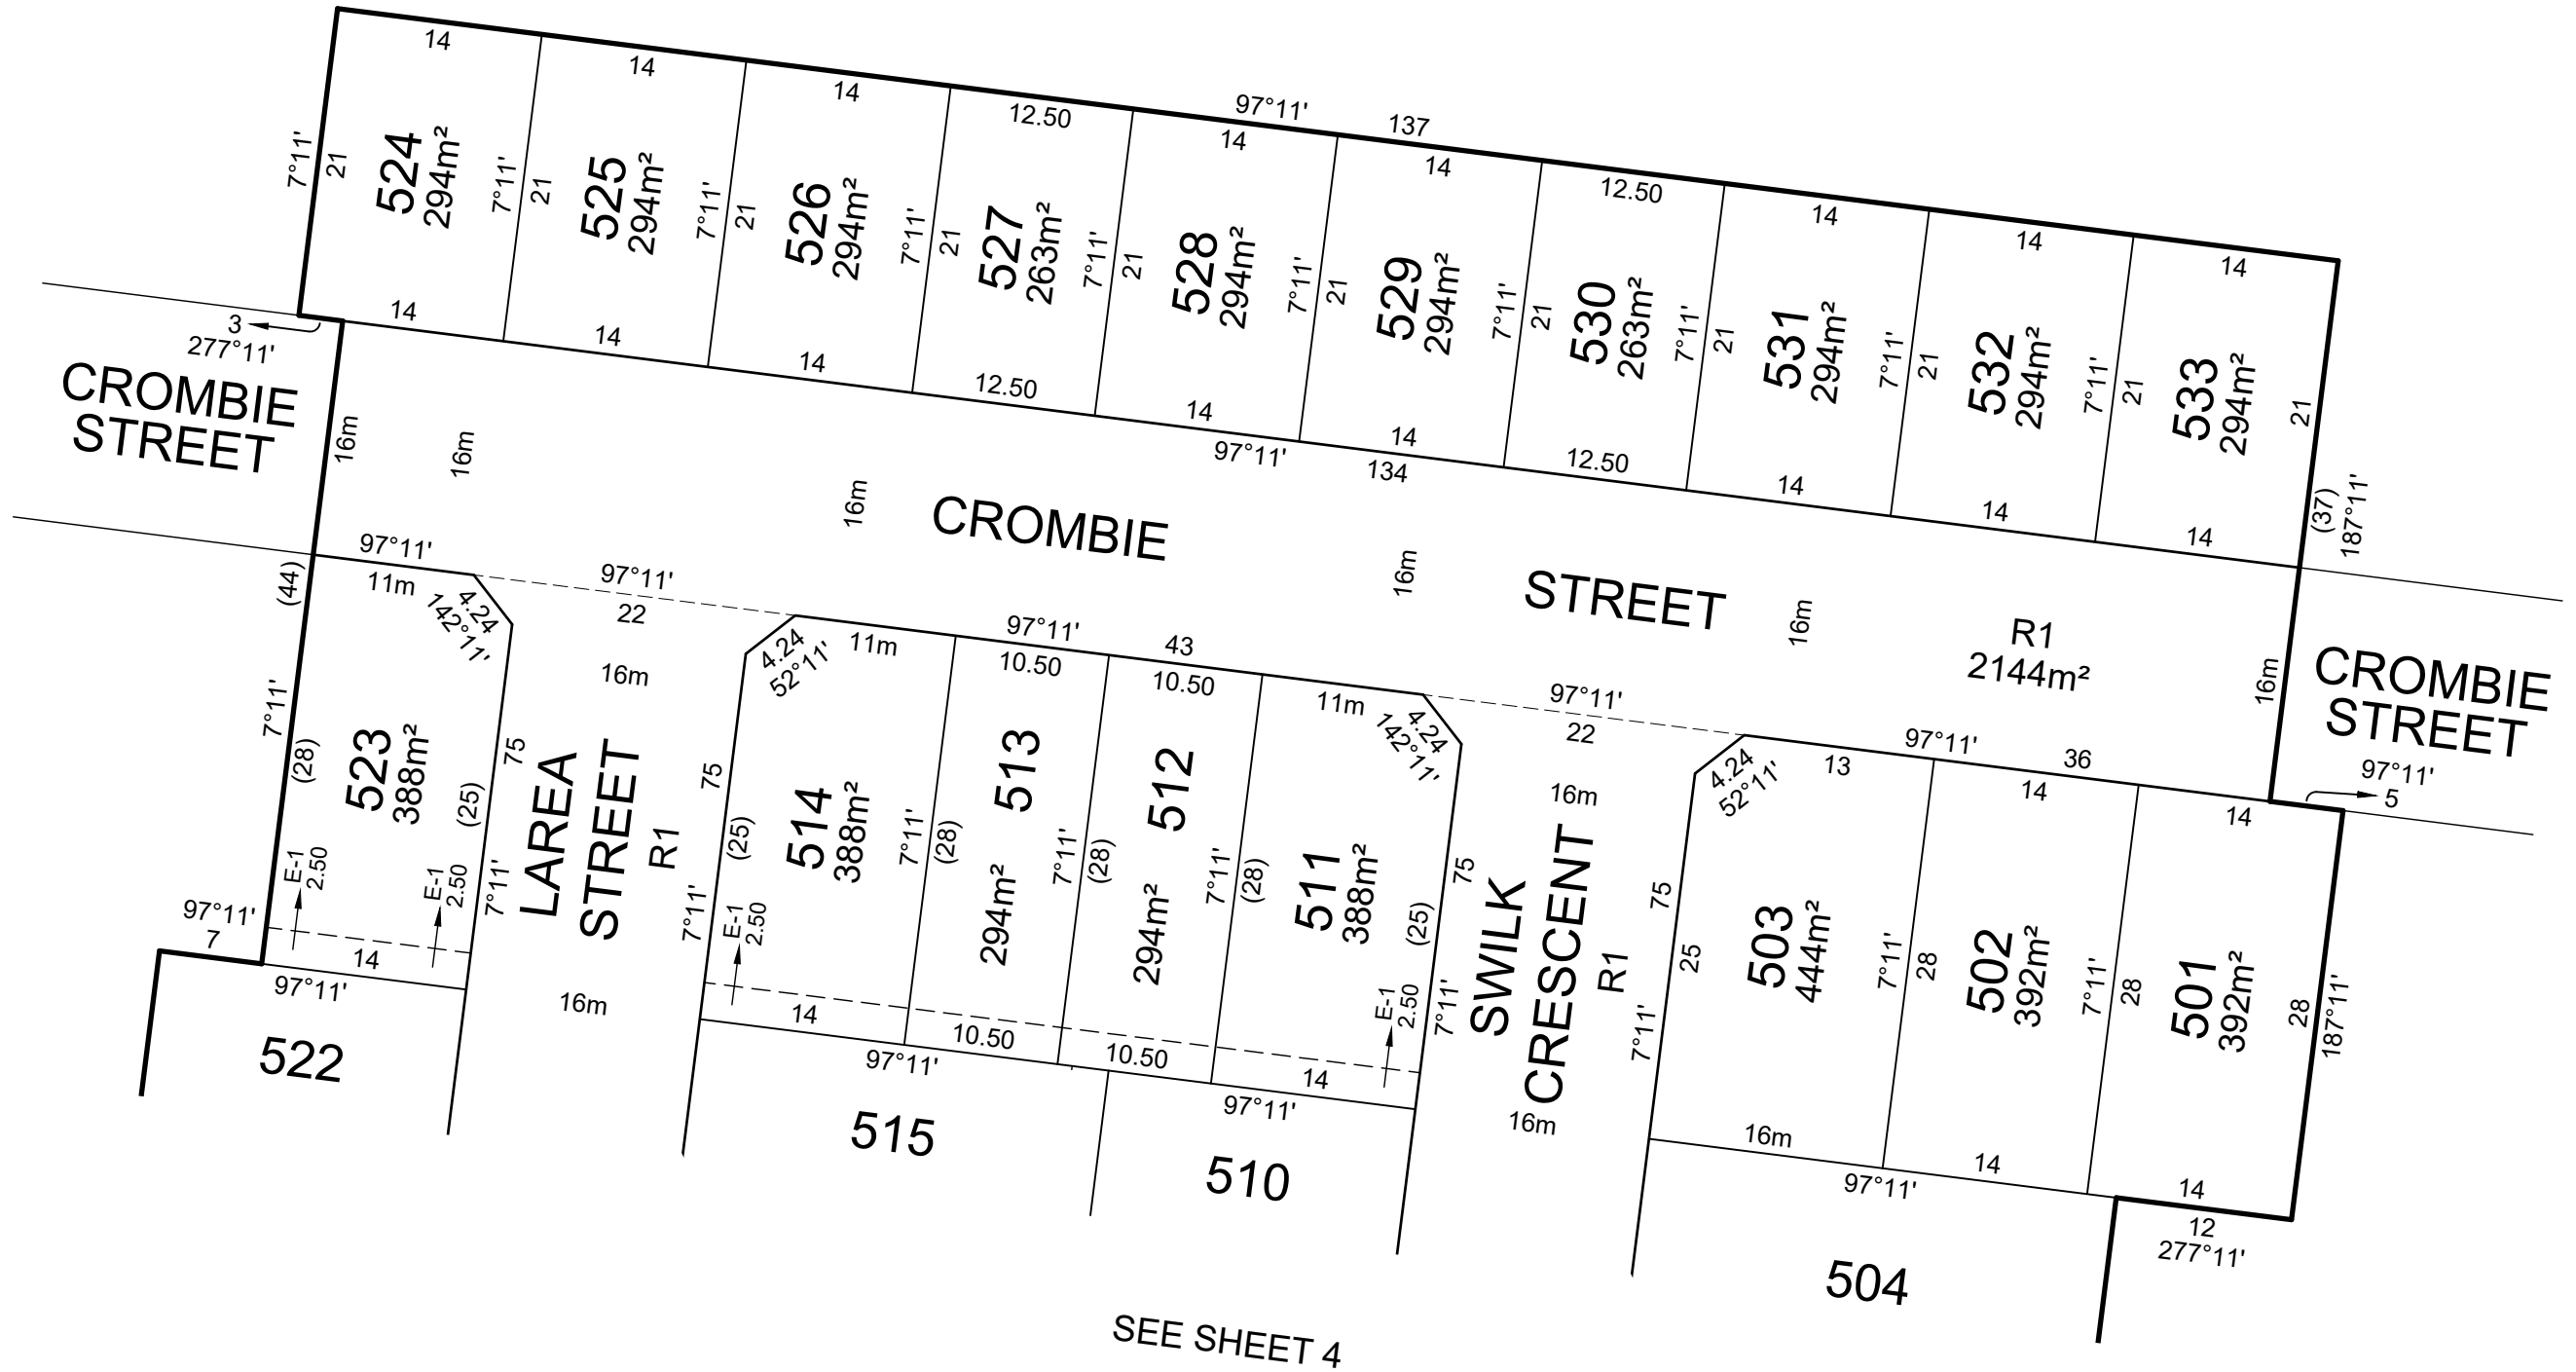 14
14
14
12.50
97°11'
137
14
14
12.50
14
14
14
7°11'
21
524
294m²
7°11'
21
525
294m²
7°11'
21
526
294m²
7°11'
21
527
263m²
7°11'
21
528
294m²
7°11'
21
529
294m²
7°11'
21
530
263m²
7°11'
21
531
294m²
7°11'
21
532
294m²
7°11'
21
533
294m²
21
(37)
187°11'
14
14
14
12.50
14
14
12.50
14
14
14
97°11'
134
3
277°11'
CROMBIE
STREET
16m
16m
16m
CROMBIE
16m
STREET
16m
R1
2144m²
16m
CROMBIE
STREET
97°11'
5
97°11'
11m
4.24
142°11'
97°11'
22
16m
4.24
52°11'
11m
97°11'
43
10.50
10.50
11m
4.24
142°11'
97°11'
22
16m
4.24
52°11'
13
97°11'
36
14
14
(44)
7°11'
(28)
523
388m²
(25)
75
7°11'
E-1
2.50
E-1
2.50
LAREA
STREET
R1
75
(25)
7°11'
514
388m²
E-1
2.50
7°11'
(28)
513
294m²
7°11'
(28)
512
294m²
7°11'
(28)
511
388m²
(25)
75
7°11'
E-1
2.50
SWILK
CRESCENT
R1
75
25
7°11'
503
444m²
7°11'
28
502
392m²
7°11'
28
501
392m²
28
187°11'
97°11'
7
14
97°11'
16m
14
97°11'
10.50
10.50
14
97°11'
16m
16m
97°11'
14
14
12
277°11'
522
515
510
504
SEE SHEET 4